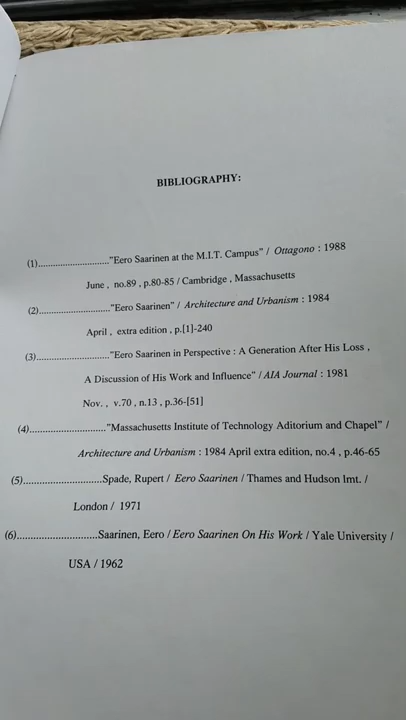 BIBLIOGRAPHY:
(1)............................"Eero Saarinen at the M.I.T. Campus" / Ottagono : 1988
June , no.89 , p.80-85 / Cambridge , Massachusetts
(2)............................"Eero Saarinen" / Architecture and Urbanism : 1984
April , extra edition , p.[1]-240
(3)............................"Eero Saarinen in Perspective : A Generation After His Loss ,
A Discussion of His Work and Influence" / AIA Journal : 1981
Nov. , v.70 , n.13 , p.36-[51]
(4)............................"Massachusetts Institute of Technology Aditorium and Chapel" /
Architecture and Urbanism : 1984 April extra edition, no.4 , p.46-65
(5)............................Spade, Rupert / Eero Saarinen / Thames and Hudson Imt. /
London / 1971
(6)............................Saarinen, Eero / Eero Saarinen On His Work / Yale University /
USA / 1962